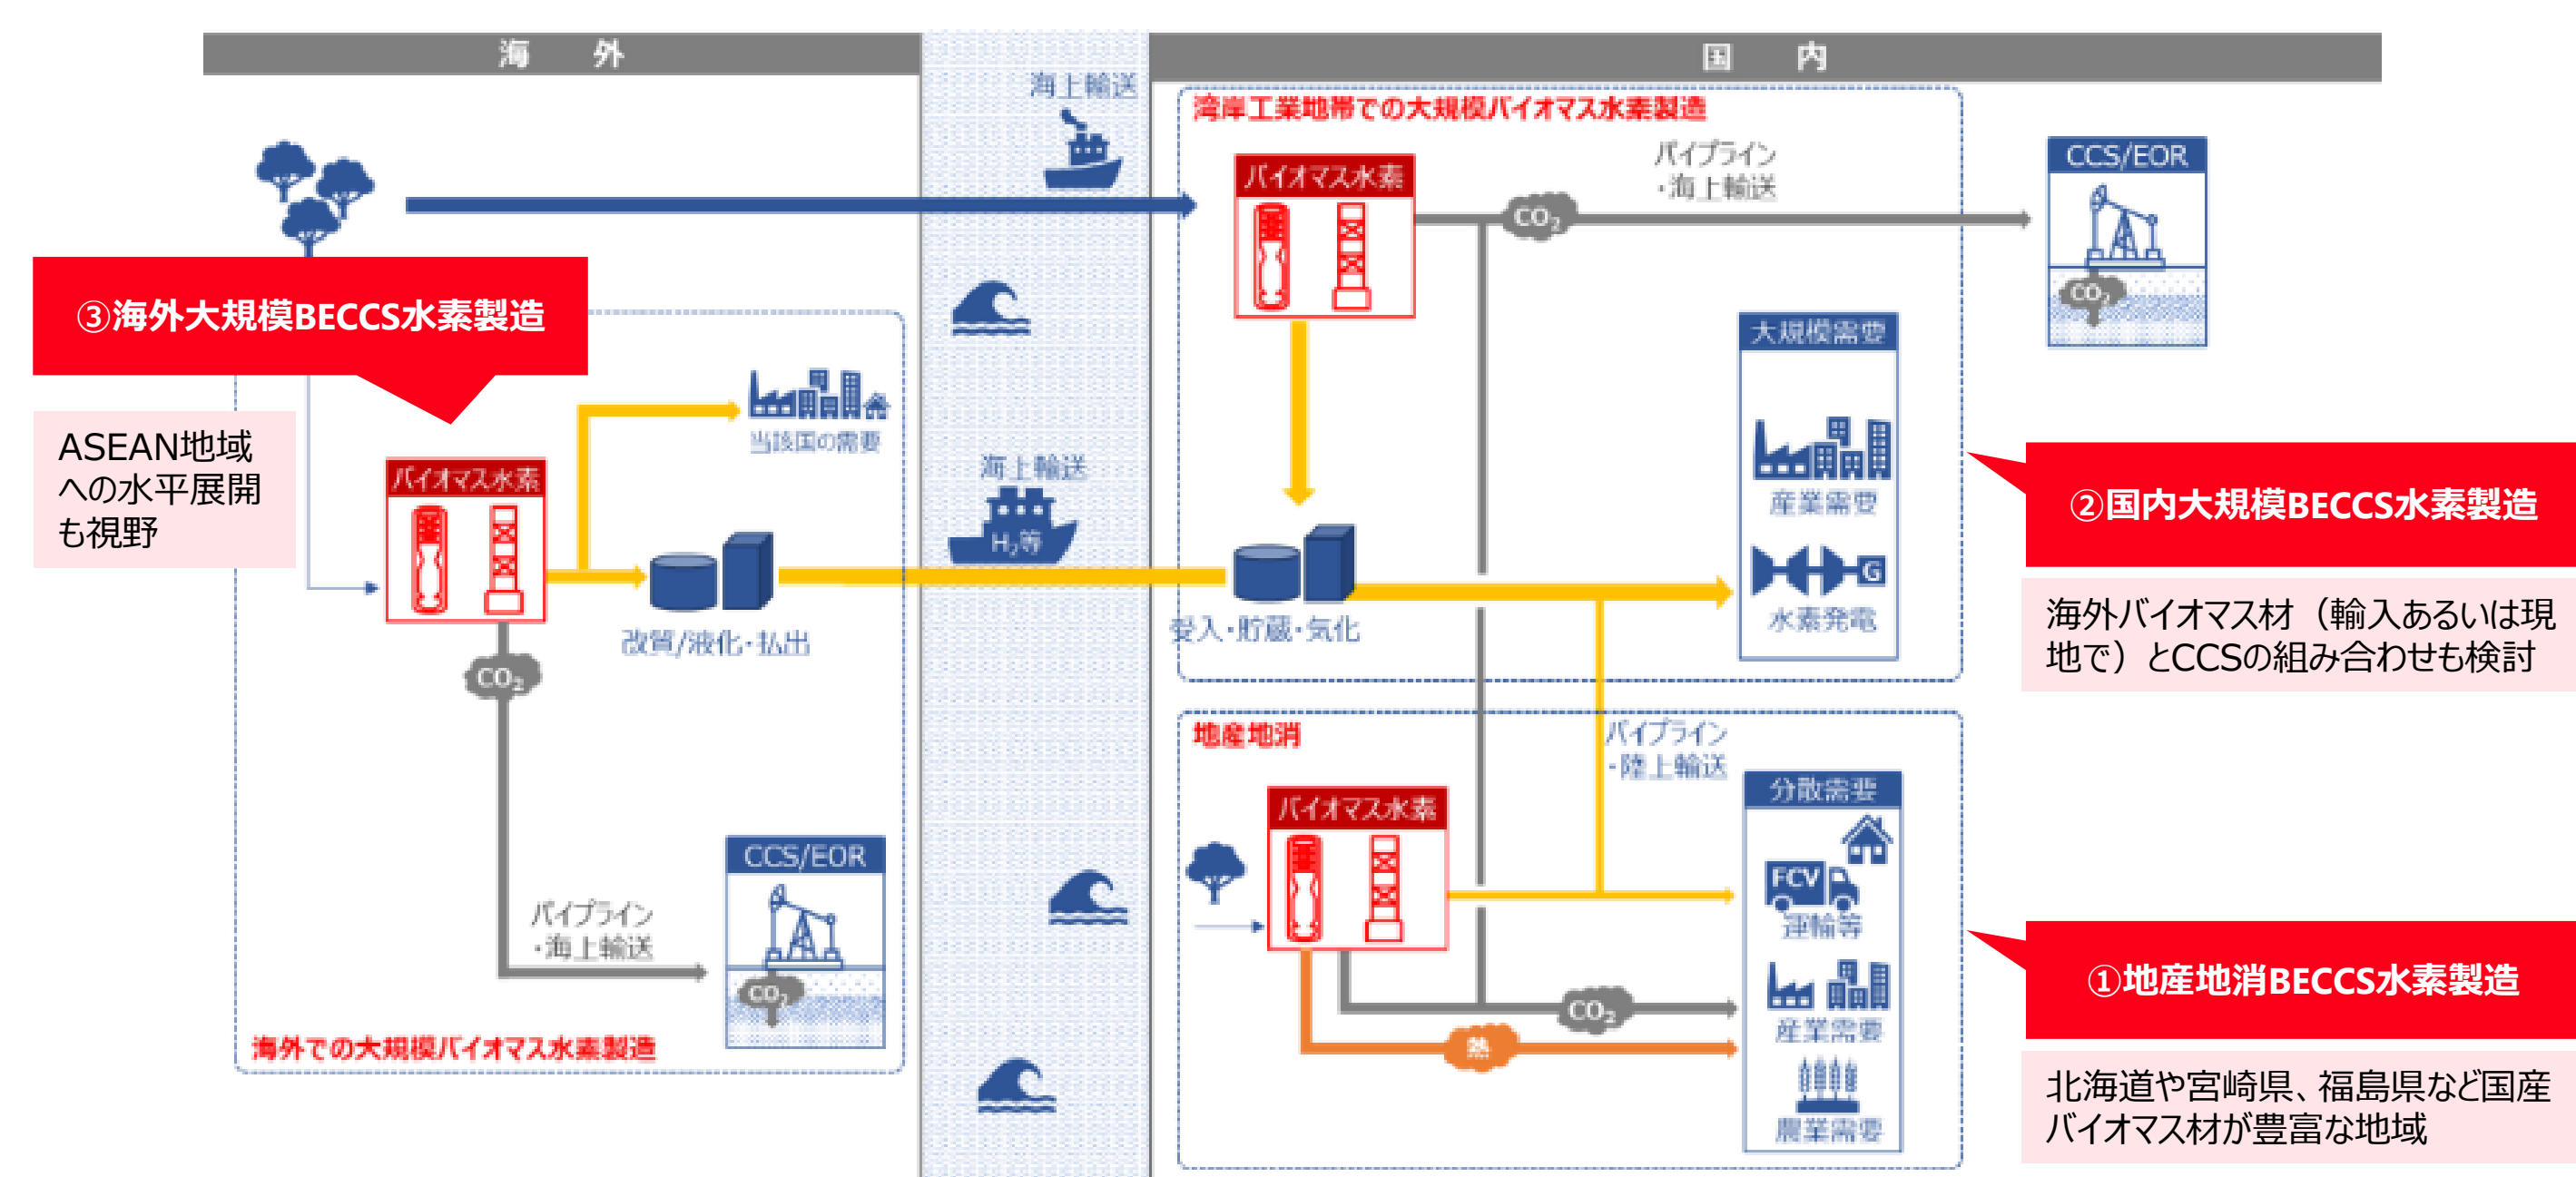 海 外
国 内
海上輸送
湾岸工業地帯での大規模バイオマス水素製造
バイオマス水素
CO₂
パイプライン
・海上輸送
CCS/EOR
CO₂
③海外大規模BECCS水素製造
ASEAN地域
への水平展開
も視野
当該国の需要
バイオマス水素
改質/液化・払出
CO₂
パイプライン
・海上輸送
CCS/EOR
CO₂
海外での大規模バイオマス水素製造
海上輸送
H₂等
受入・貯蔵・気化
大規模需要
産業需要
G
水素発電
②国内大規模BECCS水素製造
海外バイオマス材（輸入あるいは現
地で）とCCSの組み合わせも検討
地産地消
パイプライン
・陸上輸送
バイオマス水素
CO₂
熱
分散需要
FCV
運輸等
産業需要
農業需要
①地産地消BECCS水素製造
北海道や宮崎県、福島県など国産
バイオマス材が豊富な地域